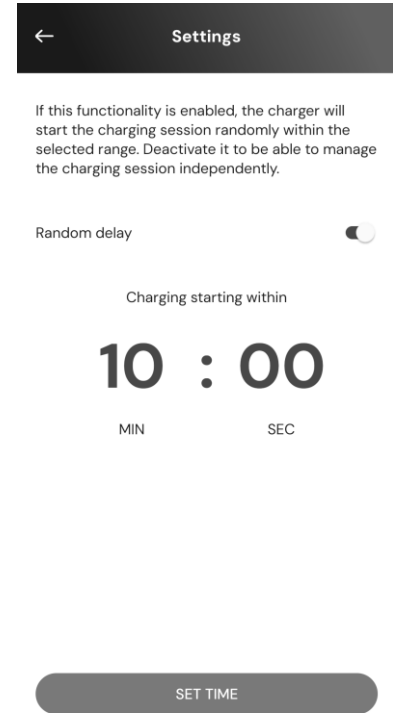 Settings
If this functionality is enabled, the charger will
start the charging session randomly within the
selected range. Deactivate it to be able to manage
the charging session independently.
Random delay
Charging starting within
10 : 00
MIN SEC
SET TIME